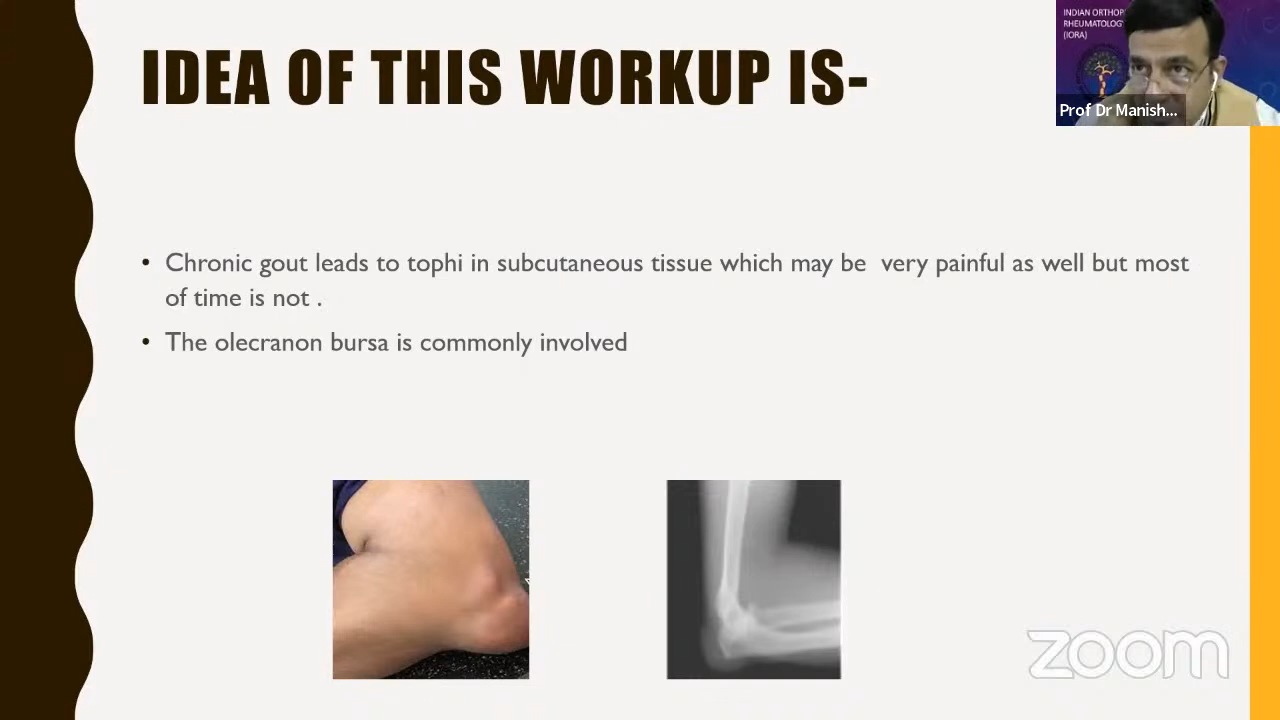 IDEA OF THIS WORKUP IS-
INDIAN ORTHOP
RHEUMATOLOGY
(IORA)
Prof Dr Manish...
• Chronic gout leads to tophi in subcutaneous tissue which may be very painful as well but most
of time is not .
• The olecranon bursa is commonly involved
zoom